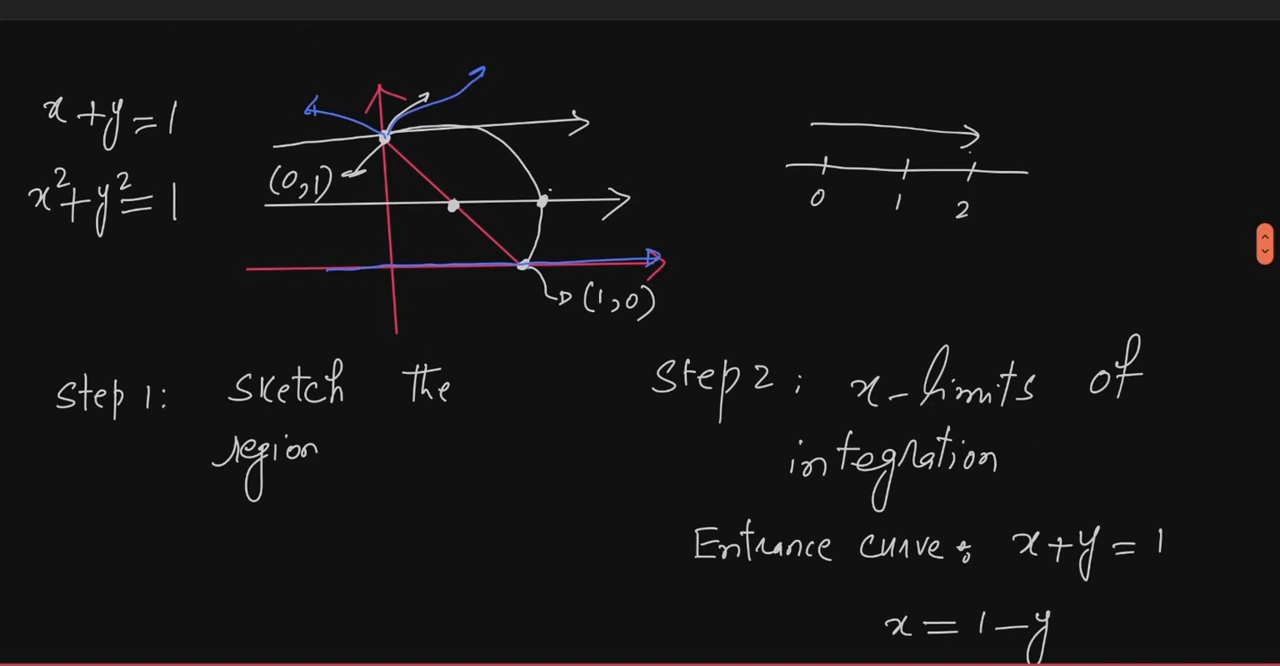 x+y=1
x²+y²=1
(0,1)
(1,0)
0 1 2
Step 1: Sketch the
region
Step 2: x-limits of
integration
Entrance curve: x+y=1
x=1-y